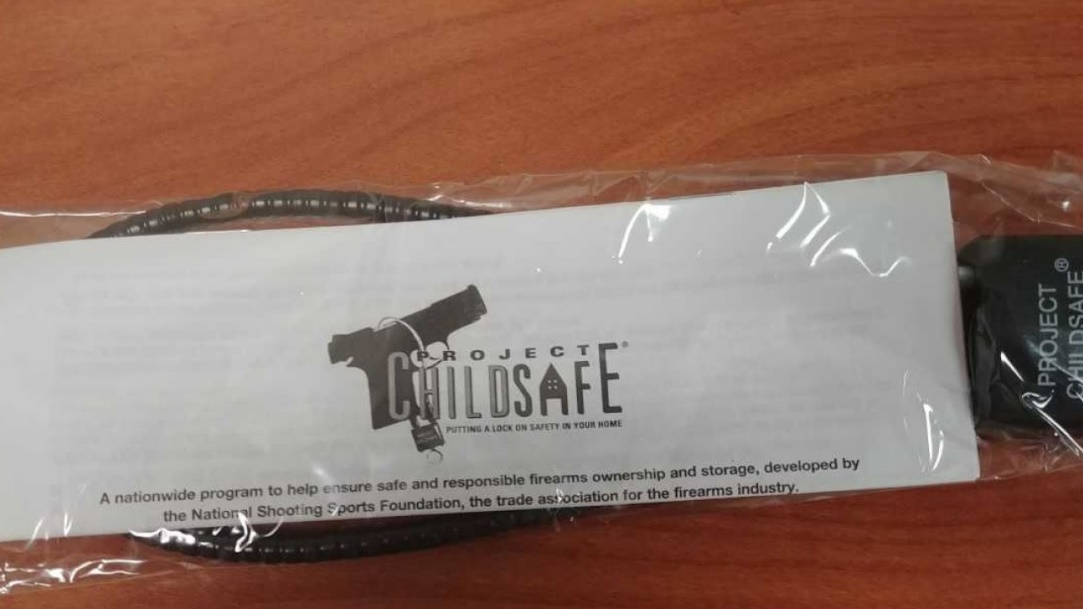 PROJECT®
CHILDSAFE
PUTTING A LOCK ON SAFETY IN YOUR HOME
A nationwide program to help ensure safe and responsible firearms ownership and storage, developed by
the National Shooting Sports Foundation, the trade association for the firearms industry.
PROJECT
CHILDSAFE®